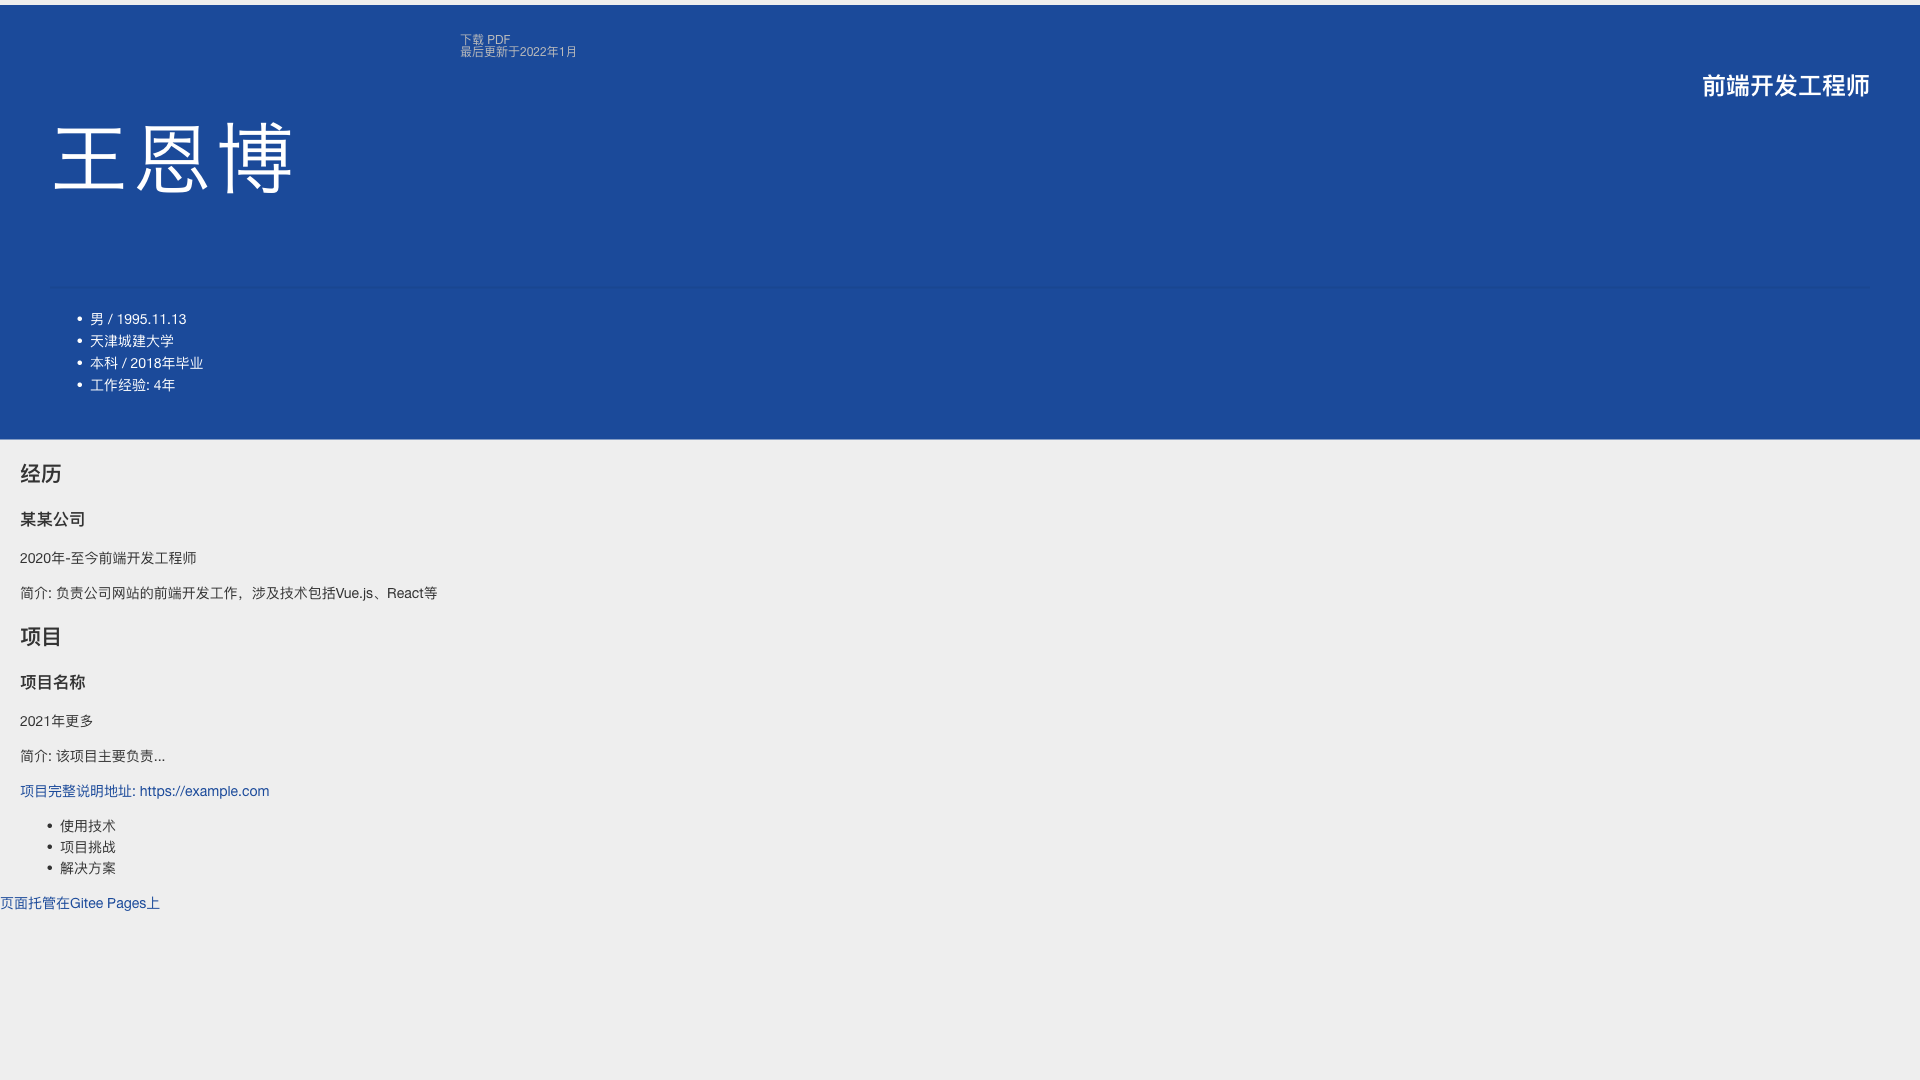 下载 PDF
最后更新于2022年1月
前端开发工程师
王恩博
男 / 1995.11.13
天津城建大学
本科 / 2018年毕业
工作经验: 4年
经历
某某公司
2020年-至今前端开发工程师
简介: 负责公司网站的前端开发工作，涉及技术包括Vue.js、React等
项目
项目名称
2021年更多
简介: 该项目主要负责...
项目完整说明地址: https://example.com
使用技术
项目挑战
解决方案
页面托管在Gitee Pages上